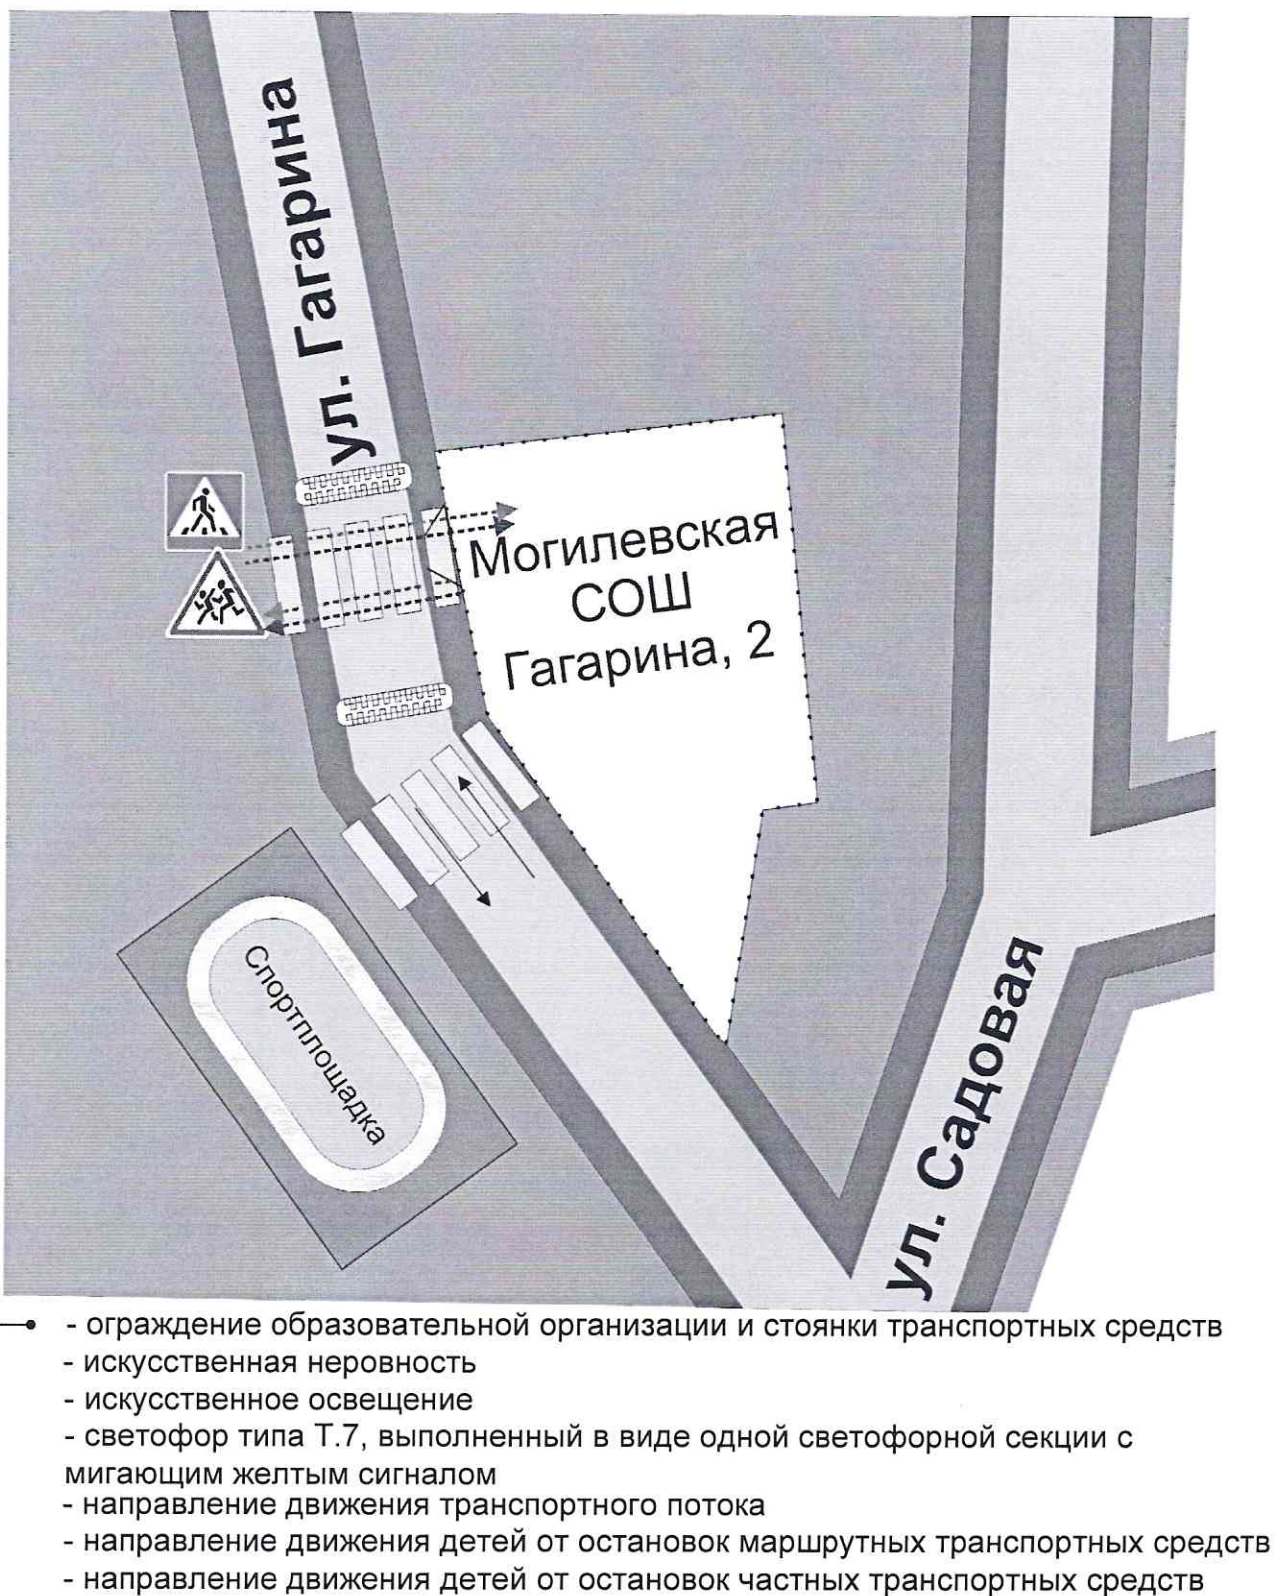 ул. Гагарина
Могилевская
СОШ
Гагарина, 2
Спортплощадка
ул. Садовая
- ограждение образовательной организации и стоянки транспортных средств
- искусственная неровность
- искусственное освещение
- светофор типа Т.7, выполненный в виде одной светофорной секции с
мигающим желтым сигналом
- направление движения транспортного потока
- направление движения детей от остановок маршрутных транспортных средств
- направление движения детей от остановок частных транспортных средств